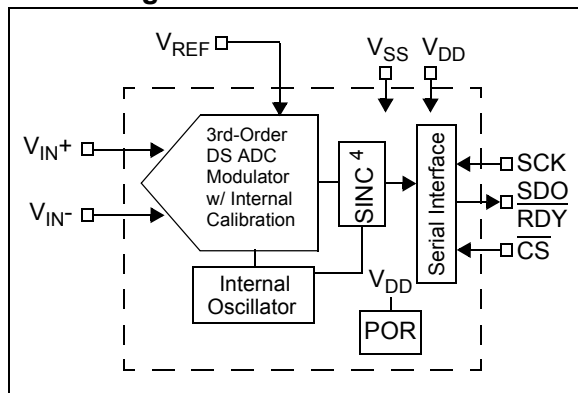 V_REF
V_SS
V_DD
V_IN+
V_IN-
3rd-Order
DS ADC
Modulator
w/ Internal
Calibration
SINC ⁴
Serial Interface
SCK
SDO
RDY
CS
Internal
Oscillator
V_DD
POR